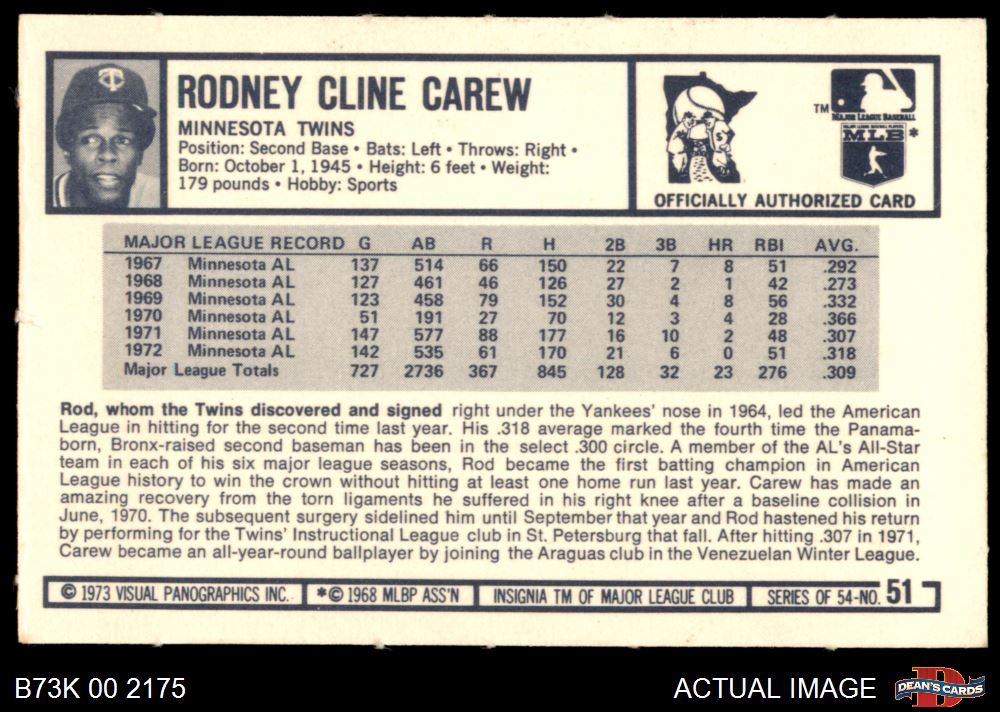 RODNEY CLINE CAREW
MINNESOTA TWINS
Position: Second Base • Bats: Left • Throws: Right •
Born: October 1, 1945 • Height: 6 feet • Weight:
179 pounds • Hobby: Sports
TM
MAJOR LEAGUE BASEBALL
MAJOR LEAGUE BASEBALL PLAYERS
MLB *
OFFICIALLY AUTHORIZED CARD
MAJOR LEAGUE RECORD G AB R H 2B 3B HR RBI AVG.
1967 Minnesota AL 137 514 66 150 22 7 8 51 .292
1968 Minnesota AL 127 461 46 126 27 2 1 42 .273
1969 Minnesota AL 123 458 79 152 30 4 8 56 .332
1970 Minnesota AL 51 191 27 70 12 3 4 28 .366
1971 Minnesota AL 147 577 88 177 16 10 2 48 .307
1972 Minnesota AL 142 535 61 170 21 6 0 51 .318
Major League Totals 727 2736 367 845 128 32 23 276 .309
Rod, whom the Twins discovered and signed right under the Yankees' nose in 1964, led the American
League in hitting for the second time last year. His .318 average marked the fourth time the Panama-
born, Bronx-raised second baseman has been in the select .300 circle. A member of the AL's All-Star
team in each of his six major league seasons, Rod became the first batting champion in American
League history to win the crown without hitting at least one home run last year. Carew has made an
amazing recovery from the torn ligaments he suffered in his right knee after a baseline collision in
June, 1970. The subsequent surgery sidelined him until September that year and Rod hastened his return
by performing for the Twins' Instructional League club in St. Petersburg that fall. After hitting .307 in 1971,
Carew became an all-year-round ballplayer by joining the Araguas club in the Venezuelan Winter League.
© 1973 VISUAL PANOGRAPHICS INC. *© 1968 MLBP ASS'N INSIGNIA TM OF MAJOR LEAGUE CLUB SERIES OF 54-NO. 51
B73K 00 2175
ACTUAL IMAGE
DEAN'S CARDS